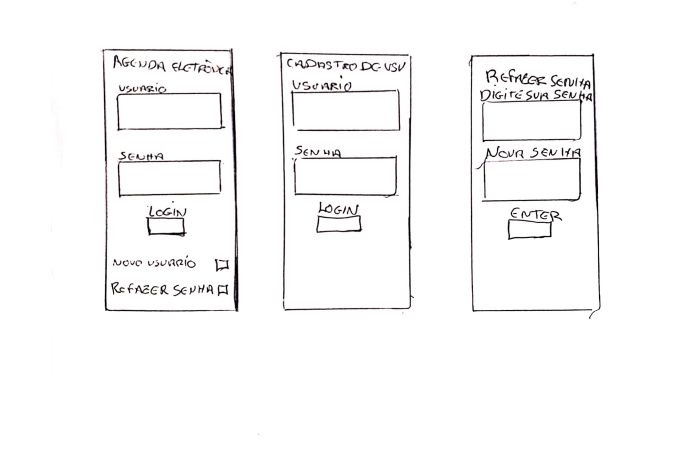 AGENDA ELETRÔNICA
USUARIO
SENHA
LOGIN
NOVO USUARÍO
REFAZER SENHA
CADASTRO DE USU
USUARIO
SENHA
LOGIN
REFAZER SENHA
DIGITE SUA SENHA
NOVA SENHA
ENTER